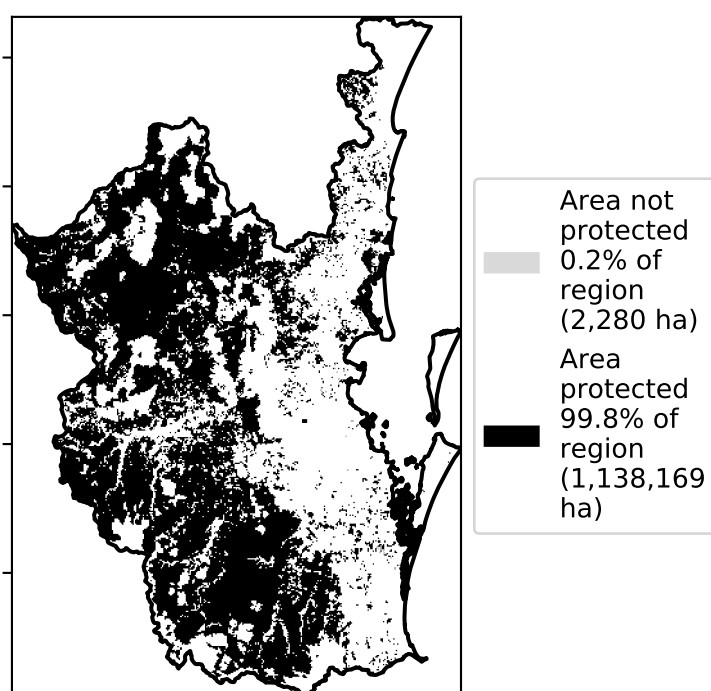 Area not
protected
0.2% of
region
(2,280 ha)
Area
protected
99.8% of
region
(1,138,169
ha)